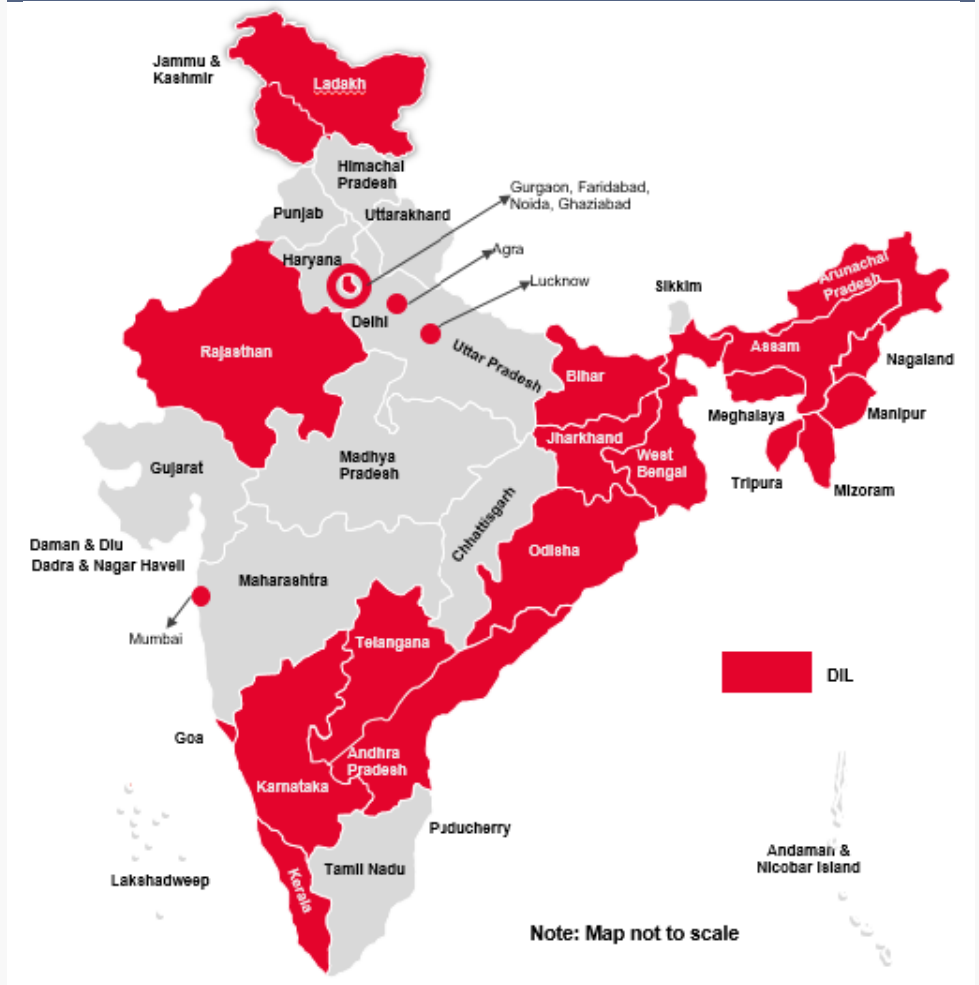 Jammu &
Kashmir
Ladakh
Himachal
Pradesh
Punjab
Uttarakhand
Gurgaon, Faridabad,
Noida, Ghaziabad
Haryana
Agra
Lucknow
Delhi
Sikkim
Arunachal
Pradesh
Rajasthan
Uttar Pradesh
Bihar
Assam
Nagaland
Meghalaya
Manipur
Jharkhand
West
Bengal
Gujarat
Madhya
Pradesh
Tripura
Mizoram
Chhattisgarh
Odisha
Daman & Diu
Dadra & Nagar Haveli
Maharashtra
Mumbai
Telangana
DIL
Goa
Andhra
Pradesh
Karnataka
Puducherry
Tamil Nadu
Kerala
Lakshadweep
Andaman &
Nicobar Island
Note: Map not to scale